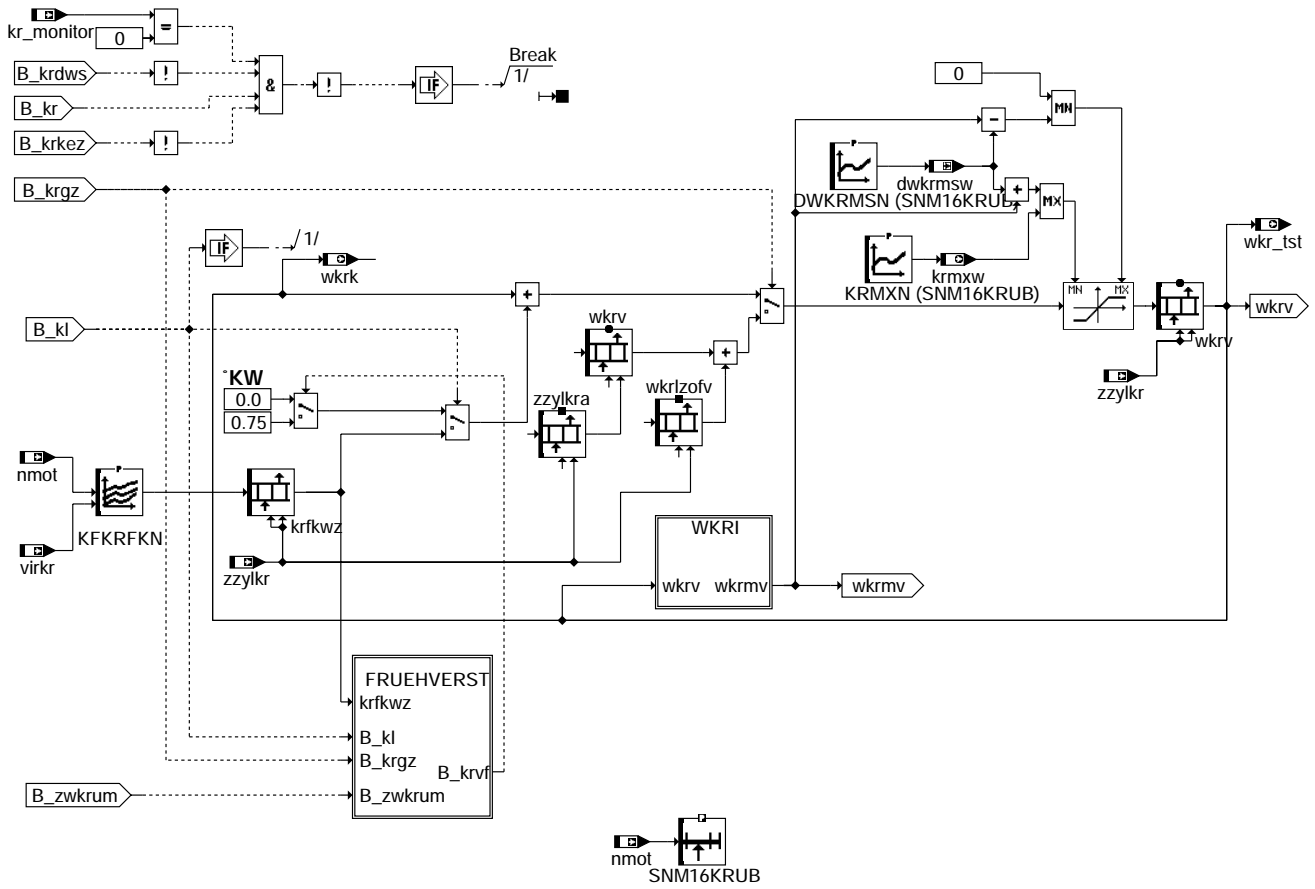 kr_monitor
0
=
B_krdws
!
B_kr
&
!
IF
Break
1/
B_krkez
!
B_krgz
0
MN
-
P
dwkrmsw
DWKRMSN (SNM16KRUB)
+
MX
P
krmxw
KRMXN (SNM16KRUB)
IF
1/
wkrk
wkr_tst
B_kl
+
wkrv
+
MN
MX
wkrv
wkrv
zzylkr
°KW
0.0
0.75
zzylkra
wkrlzofv
nmot
P
KFKRFKN
virkr
krfkwz
zzylkr
WKRI
wkrv
wkrmv
wkrmv
FRUEHVERST
krfkwz
B_kl
B_krgz
B_krvf
B_zwkrum
B_zwkrum
nmot
P
SNM16KRUB